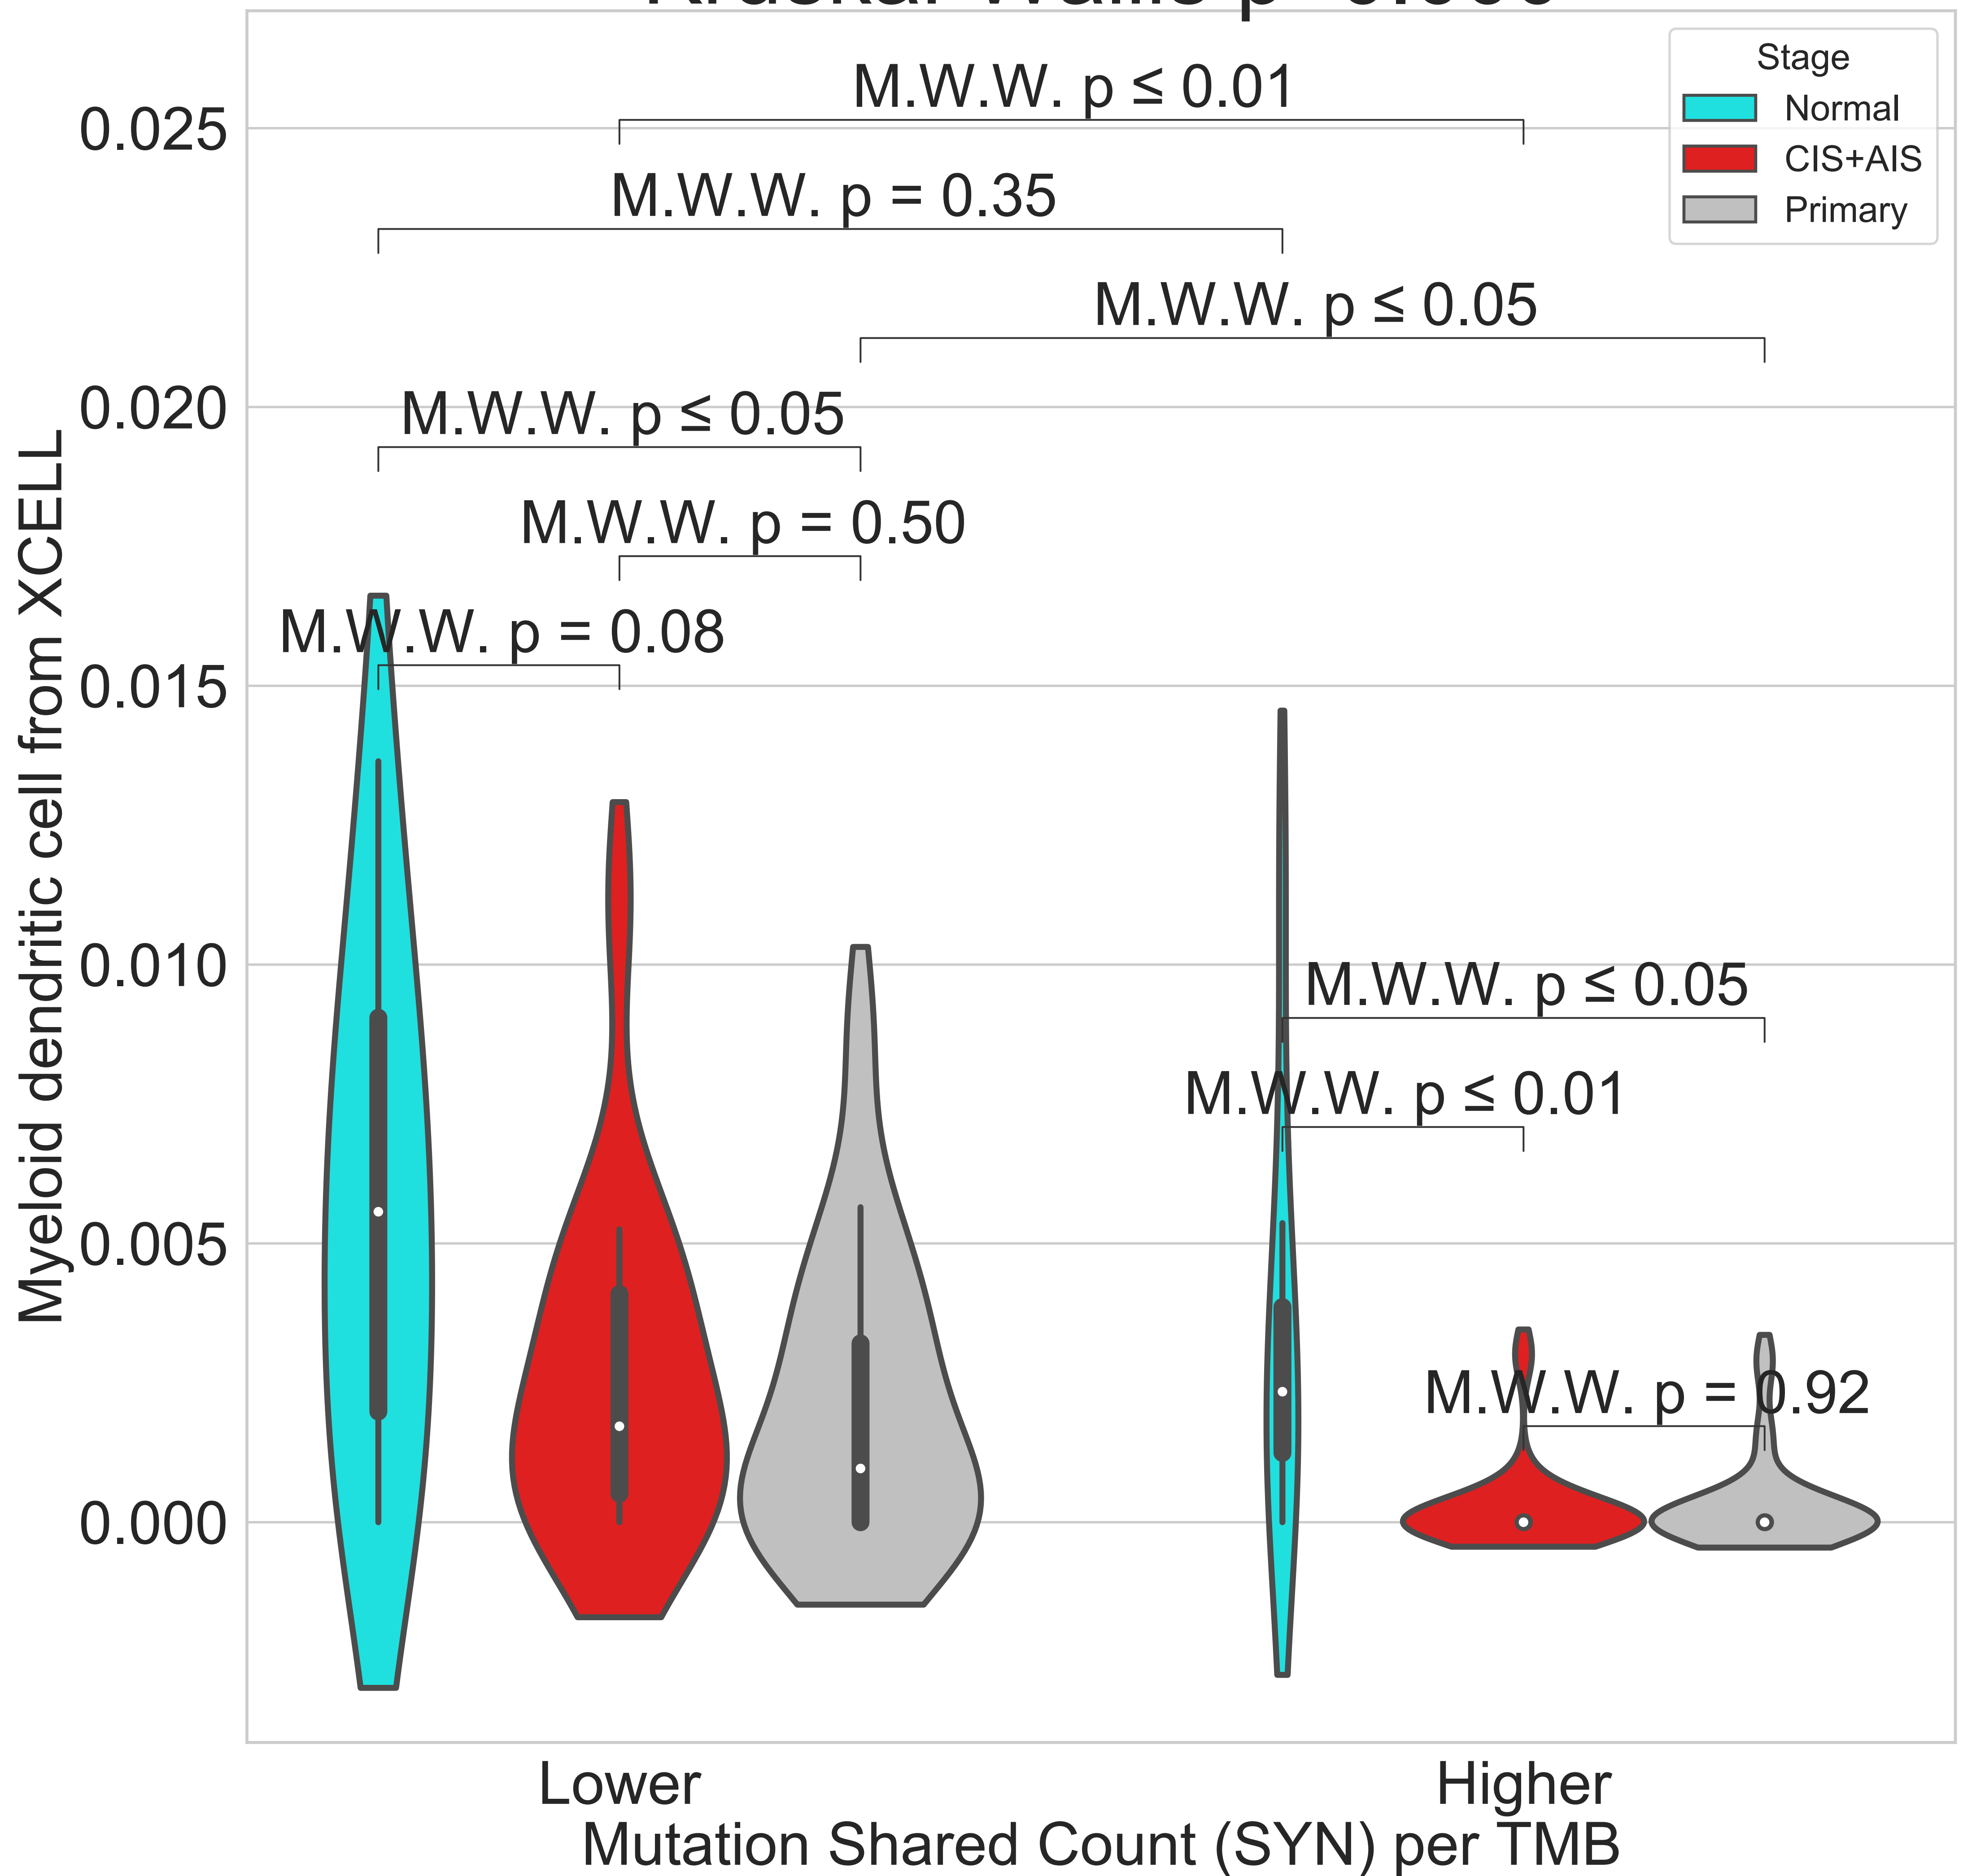 M.W.W. p ≤ 0.01
M.W.W. p = 0.35
M.W.W. p ≤ 0.05
M.W.W. p ≤ 0.05
M.W.W. p = 0.50
M.W.W. p = 0.08
M.W.W. p ≤ 0.05
M.W.W. p ≤ 0.01
M.W.W. p = 0.92
Stage
Normal
CIS+AIS
Primary
0.025
0.020
0.015
0.010
0.005
0.000
Myeloid dendritic cell from XCELL
Lower
Higher
Mutation Shared Count (SYN) per TMB